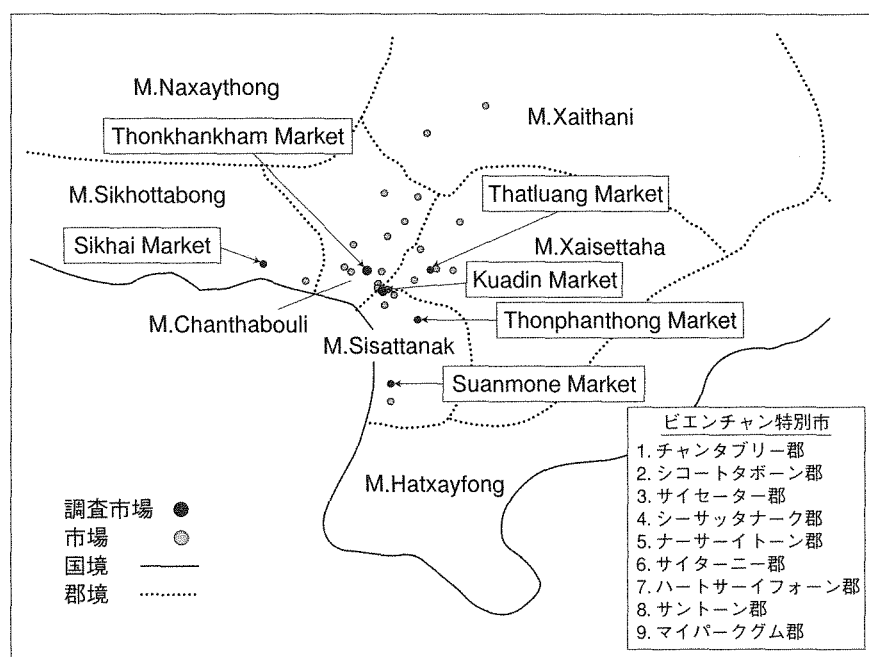 M.Naxaythong
M.Xaithani
Thonkhankham Market
M.Sikhottabong
Thatluang Market
Sikhai Market
M.Xaisettaha
Kuadin Market
M.Chanthabouli
Thonphanthong Market
M.Sisattanak
Suanmone Market
M.Hatxayfong
調査市場
市場
国境
郡境
ビエンチャン特別市
1. チャンタブリー郡
2. シコートタボーン郡
3. サイセーター郡
4. シーサッタナーク郡
5. ナーサーイトーン郡
6. サイターニー郡
7. ハートサーイフォーン郡
8. サントーン郡
9. マイパークグム郡